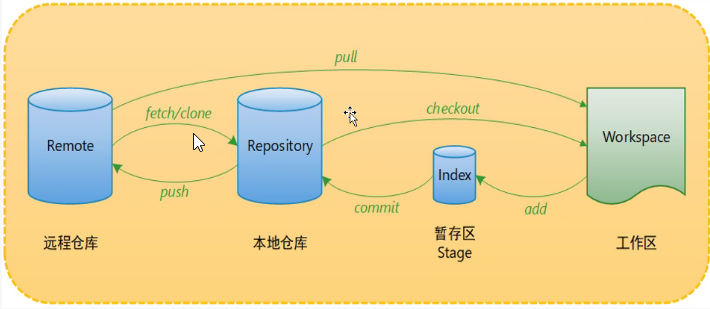 pull
fetch/clone
checkout
Remote
Repository
Index
Workspace
push
commit
add
远程仓库
本地仓库
暂存区
Stage
工作区